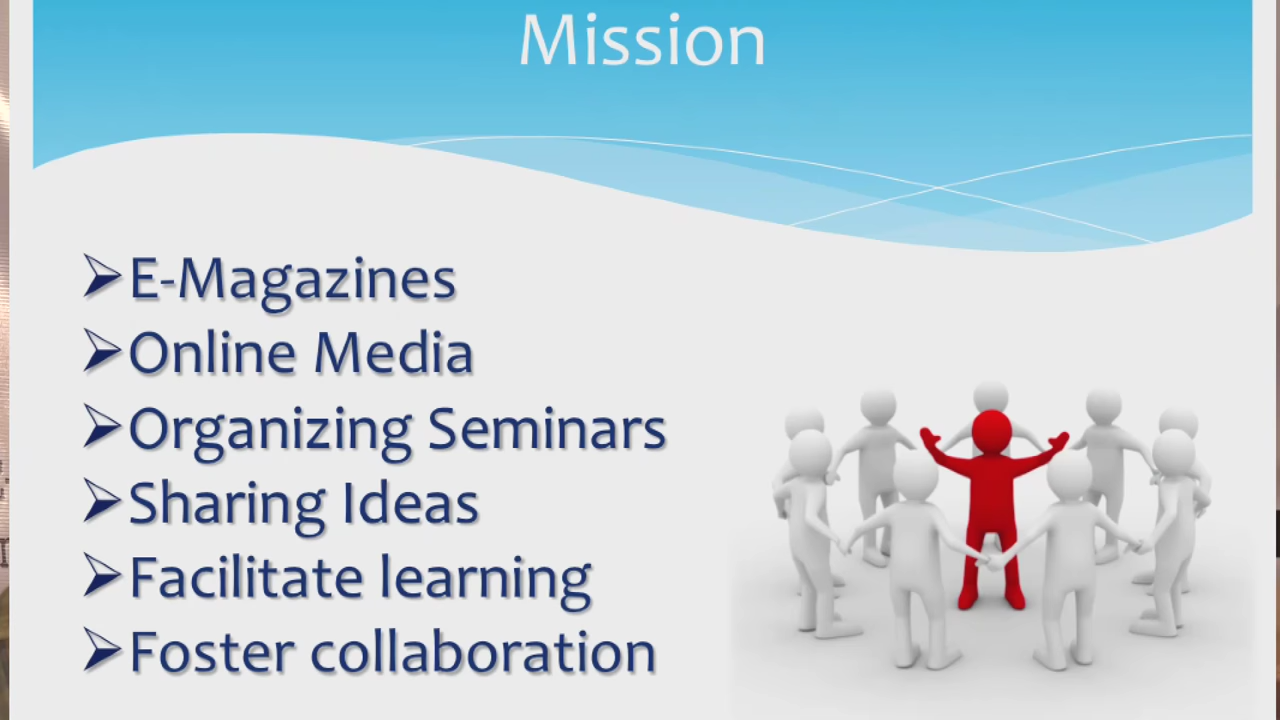 Mission
➢E-Magazines
➢Online Media
➢Organizing Seminars
➢Sharing Ideas
➢Facilitate learning
➢Foster collaboration